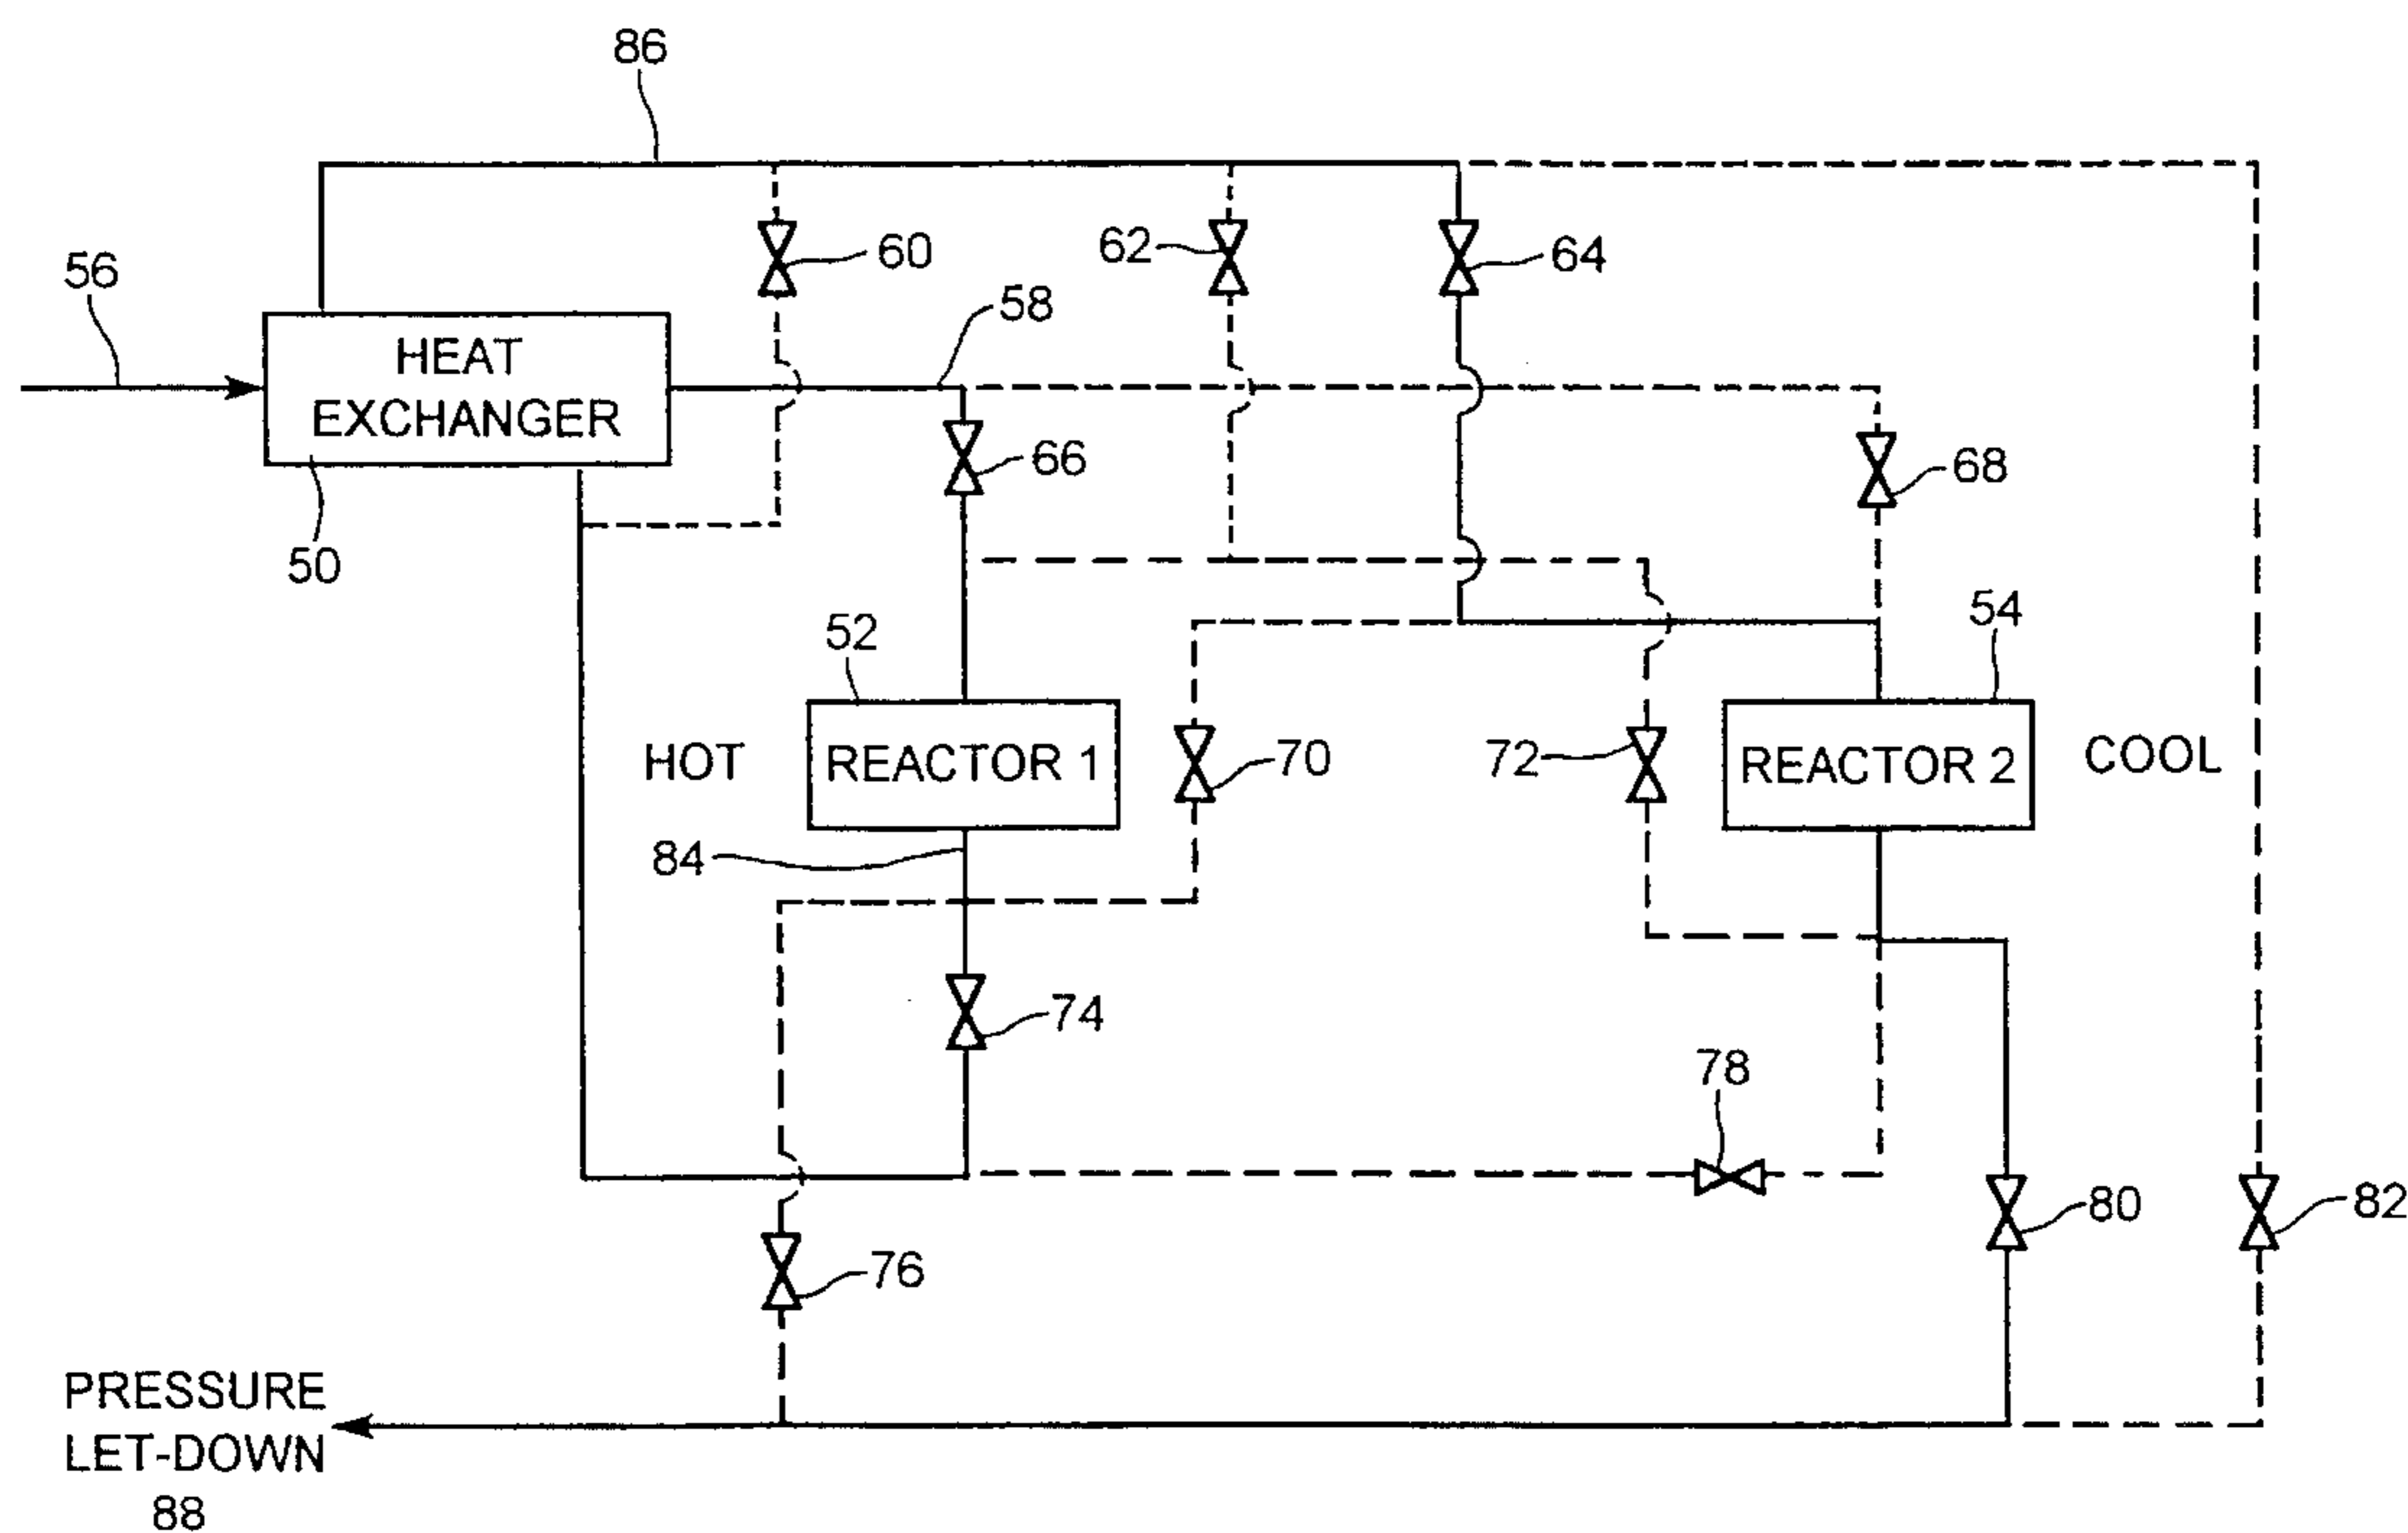 86
60
62
64
56
58
HEAT
EXCHANGER
66
68
50
52
54
HOT
REACTOR 1
70
72
REACTOR 2
COOL
84
74
78
80
82
76
PRESSURE
LET-DOWN
88